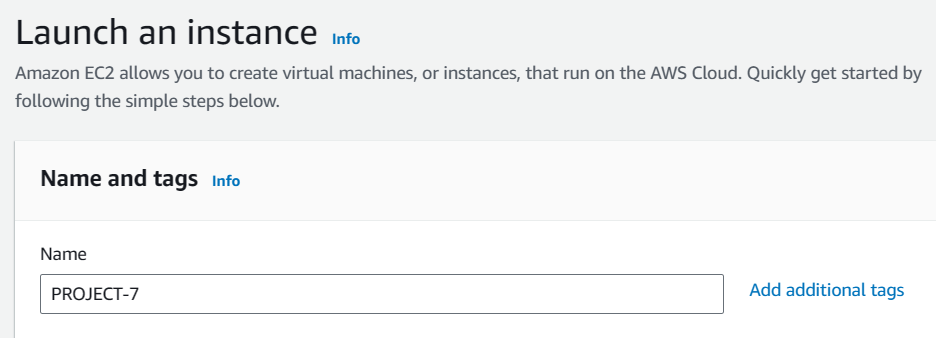 Launch an instance Info
Amazon EC2 allows you to create virtual machines, or instances, that run on the AWS Cloud. Quickly get started by
following the simple steps below.
Name and tags Info
Name
PROJECT-7
Add additional tags